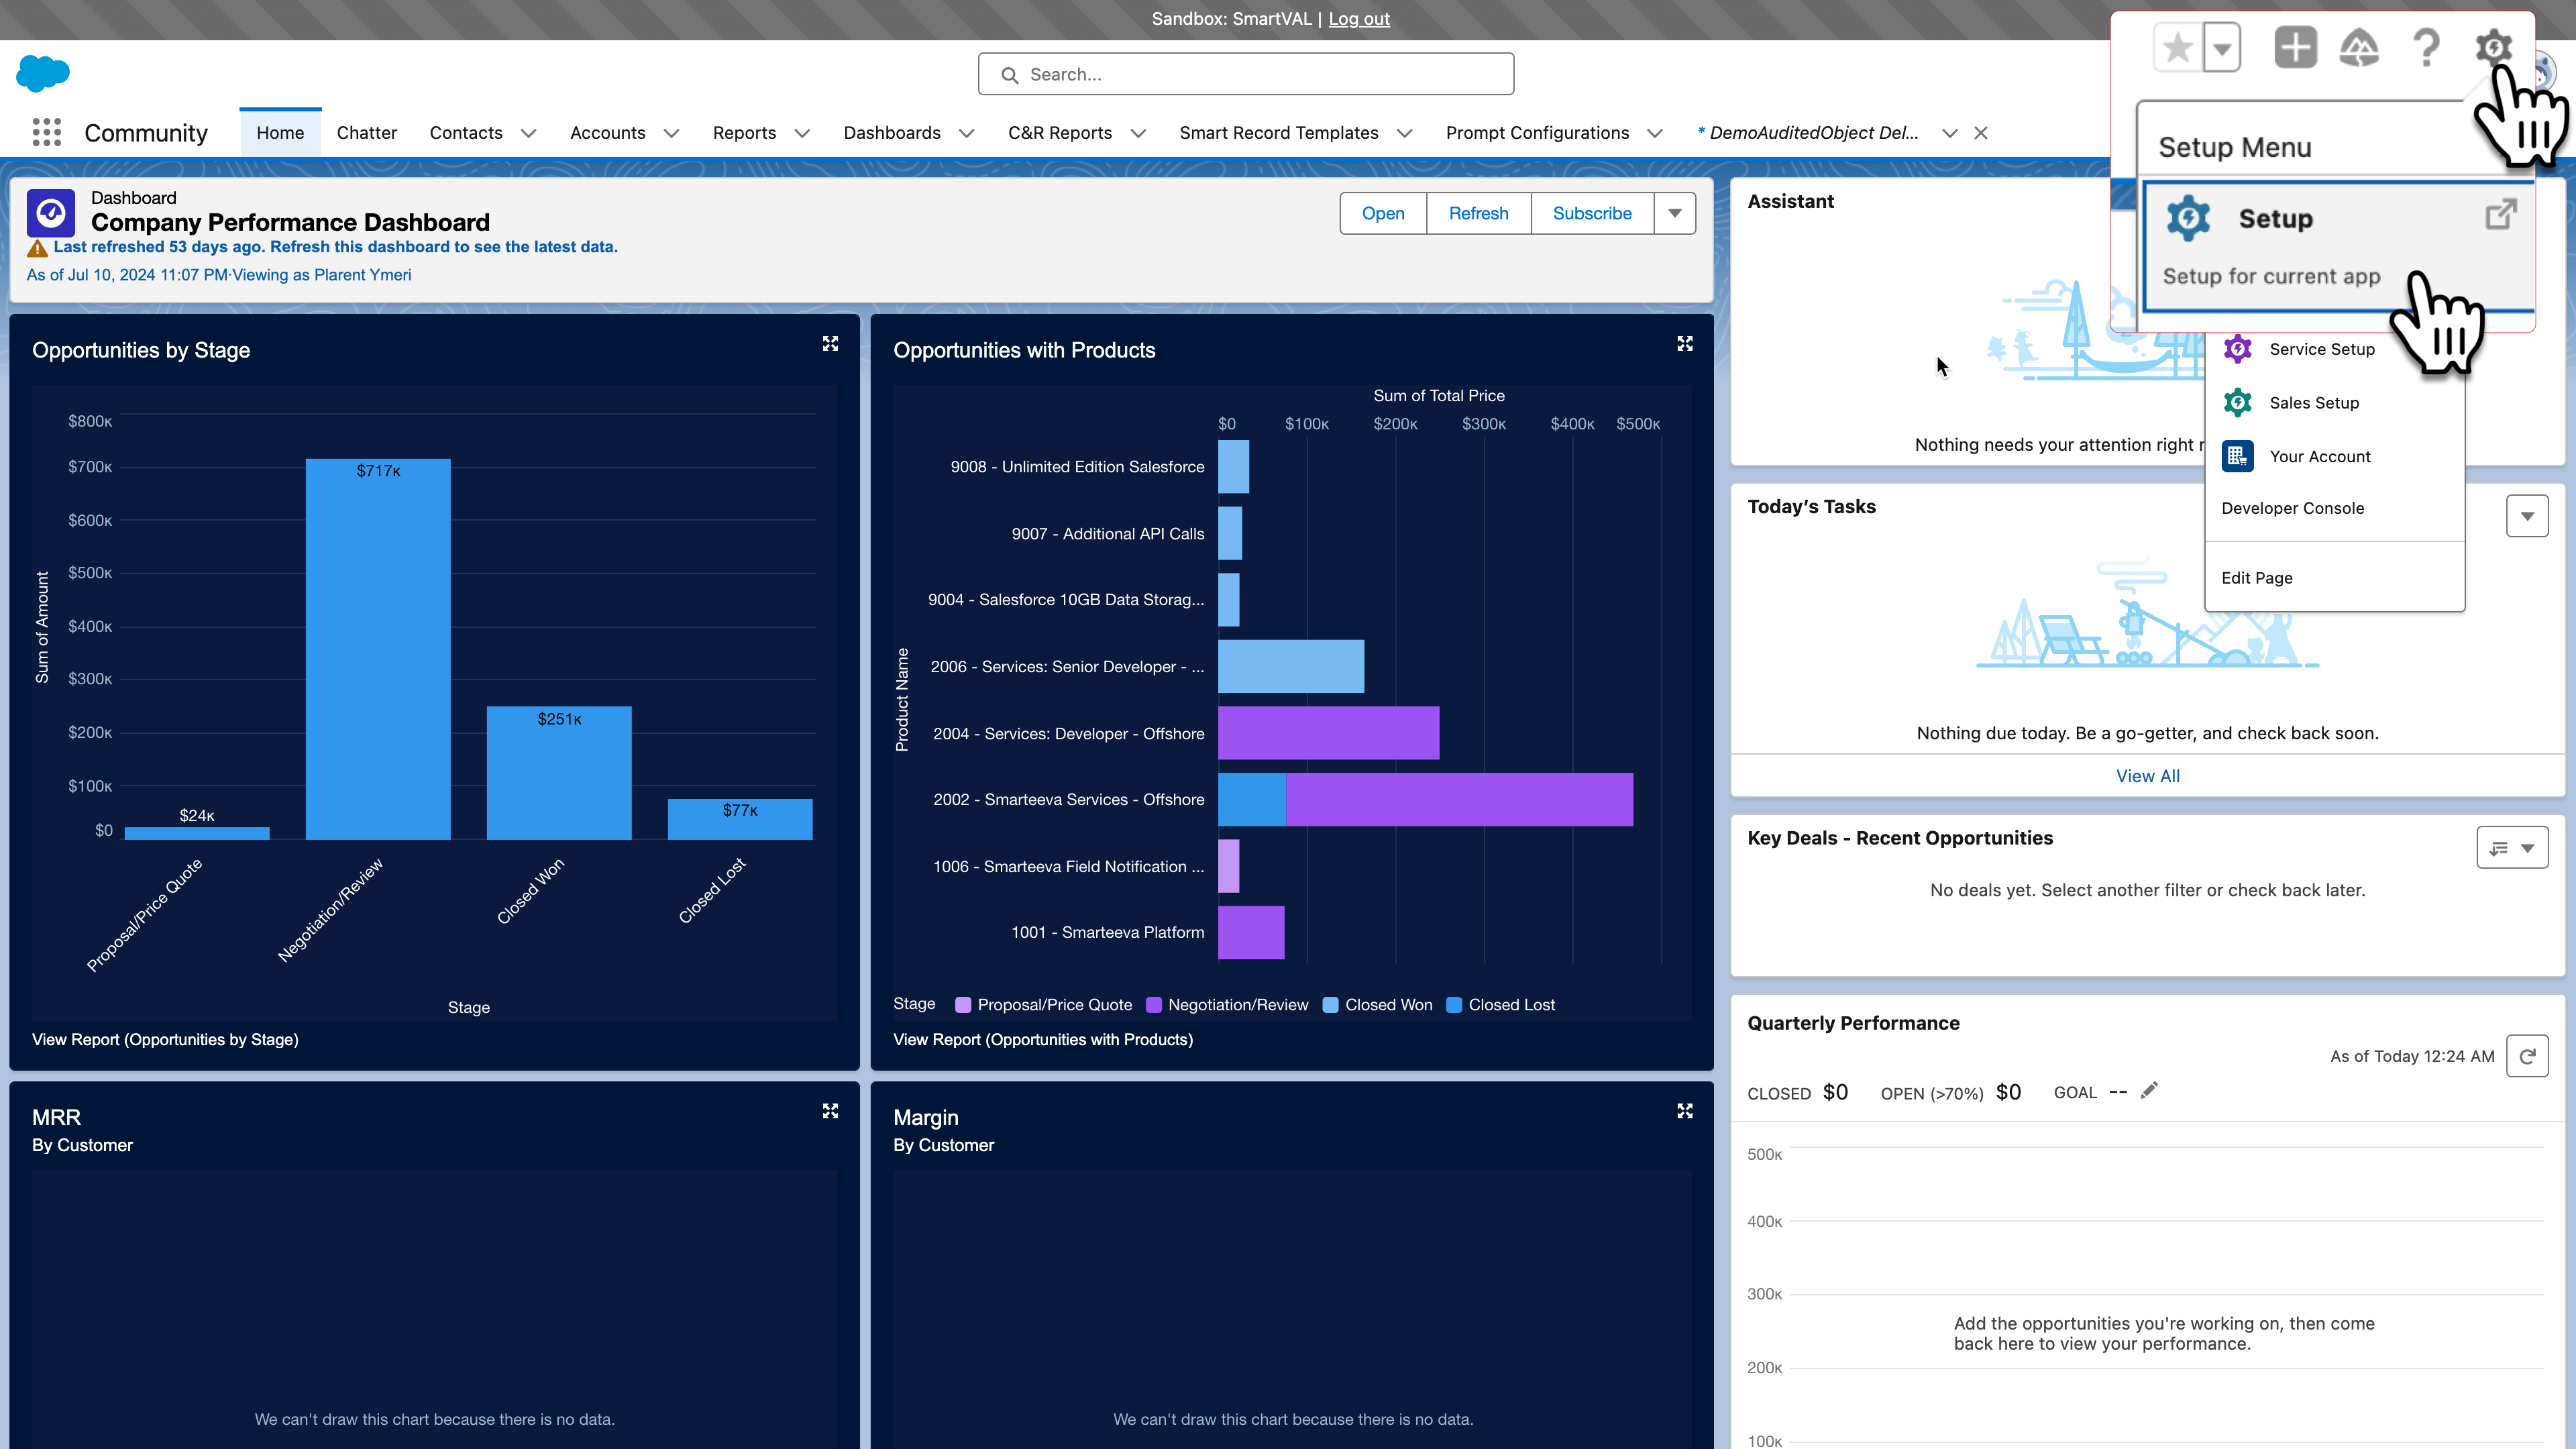 Sandbox: SmartVAL | Log out
Search...
Community
Home
Chatter
Contacts
Accounts
Reports
Dashboards
C&R Reports
Smart Record Templates
Prompt Configurations
* DemoAuditedObject Del...
Setup Menu
Setup
Setup for current app
Service Setup
Sales Setup
Your Account
Developer Console
Edit Page
Dashboard
Company Performance Dashboard
Last refreshed 53 days ago. Refresh this dashboard to see the latest data.
As of Jul 10, 2024 11:07 PM·Viewing as Plarent Ymeri
Open
Refresh
Subscribe
Opportunities by Stage
Sum of Amount
$800K
$700K
$600K
$500K
$400K
$300K
$200K
$100K
$0
$24K
$717K
$251K
$77K
Proposal/Price Quote
Negotiation/Review
Closed Won
Closed Lost
Stage
View Report (Opportunities by Stage)
Opportunities with Products
Sum of Total Price
$0
$100K
$200K
$300K
$400K
$500K
Product Name
9008 - Unlimited Edition Salesforce
9007 - Additional API Calls
9004 - Salesforce 10GB Data Storag...
2006 - Services: Senior Developer - ...
2004 - Services: Developer - Offshore
2002 - Smarteeva Services - Offshore
1006 - Smarteeva Field Notification ...
1001 - Smarteeva Platform
Stage
Proposal/Price Quote
Negotiation/Review
Closed Won
Closed Lost
View Report (Opportunities with Products)
MRR
By Customer
We can't draw this chart because there is no data.
Margin
By Customer
We can't draw this chart because there is no data.
Assistant
Nothing needs your attention right
Today's Tasks
Nothing due today. Be a go-getter, and check back soon.
View All
Key Deals - Recent Opportunities
No deals yet. Select another filter or check back later.
Quarterly Performance
As of Today 12:24 AM
CLOSED $0 OPEN (>70%) $0 GOAL --
500K
400K
300K
200K
100K
Add the opportunities you're working on, then come
back here to view your performance.